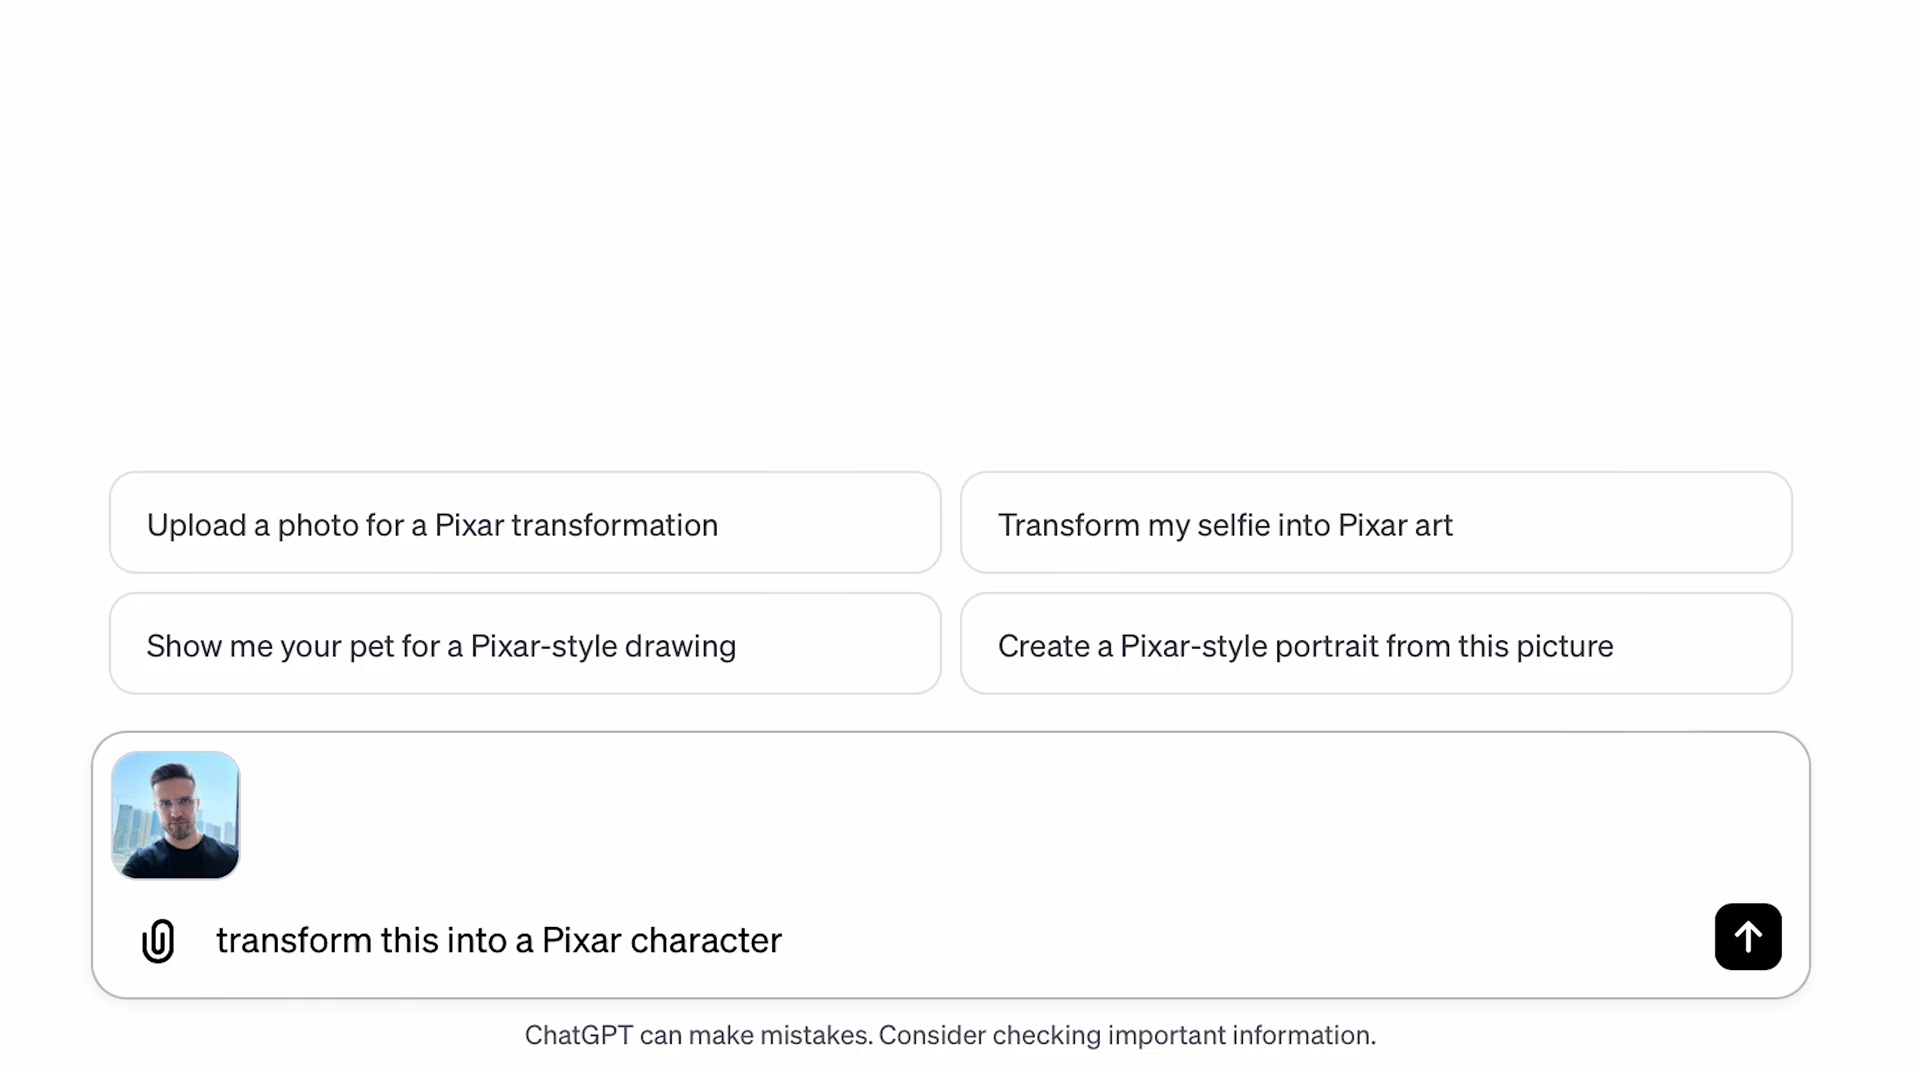 Upload a photo for a Pixar transformation
Transform my selfie into Pixar art
Show me your pet for a Pixar-style drawing
Create a Pixar-style portrait from this picture
transform this into a Pixar character
ChatGPT can make mistakes. Consider checking important information.